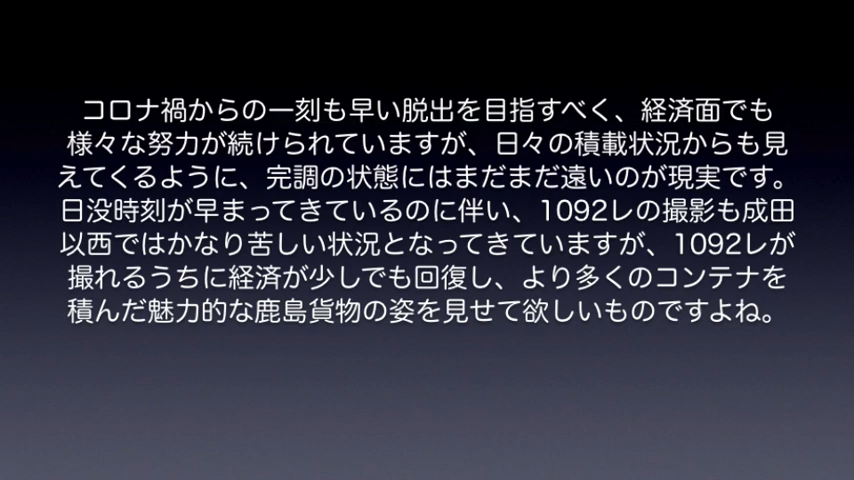 コロナ禍からの一刻も早い脱出を目指すべく、経済面でも
様々な努力が続けられていますが、日々の積載状況からも見
えてくるように、完調の状態にはまだまだ遠いのが現実です。
日没時刻が早まってきているのに伴い、1092レの撮影も成田
以西ではかなり苦しい状況となってきていますが、1092レが
撮れるうちに経済が少しでも回復し、より多くのコンテナを
積んだ魅力的な鹿島貨物の姿を見せて欲しいものですよね。